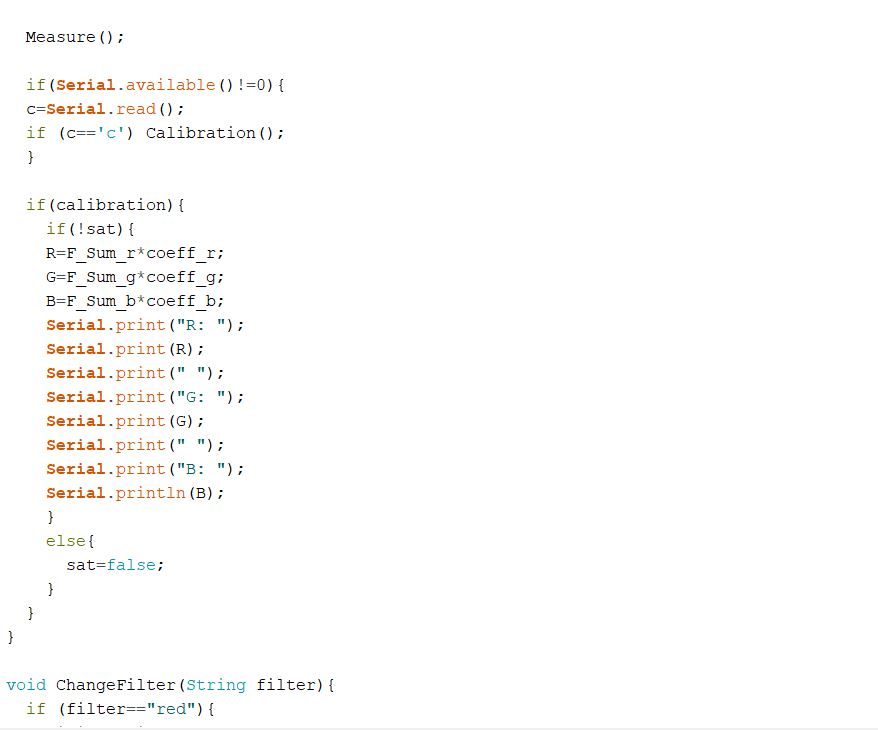 Measure();
if(Serial.available()!=0){
c=Serial.read();
if (c=='c') Calibration();
}
if(calibration){
if(!sat){
R=F_Sum_r*coeff_r;
G=F_Sum_g*coeff_g;
B=F_Sum_b*coeff_b;
Serial.print("R: ");
Serial.print(R);
Serial.print(" ");
Serial.print("G: ");
Serial.print(G);
Serial.print(" ");
Serial.print("B: ");
Serial.println(B);
}
else{
sat=false;
}
}
}
void ChangeFilter(String filter){
if (filter=="red"){